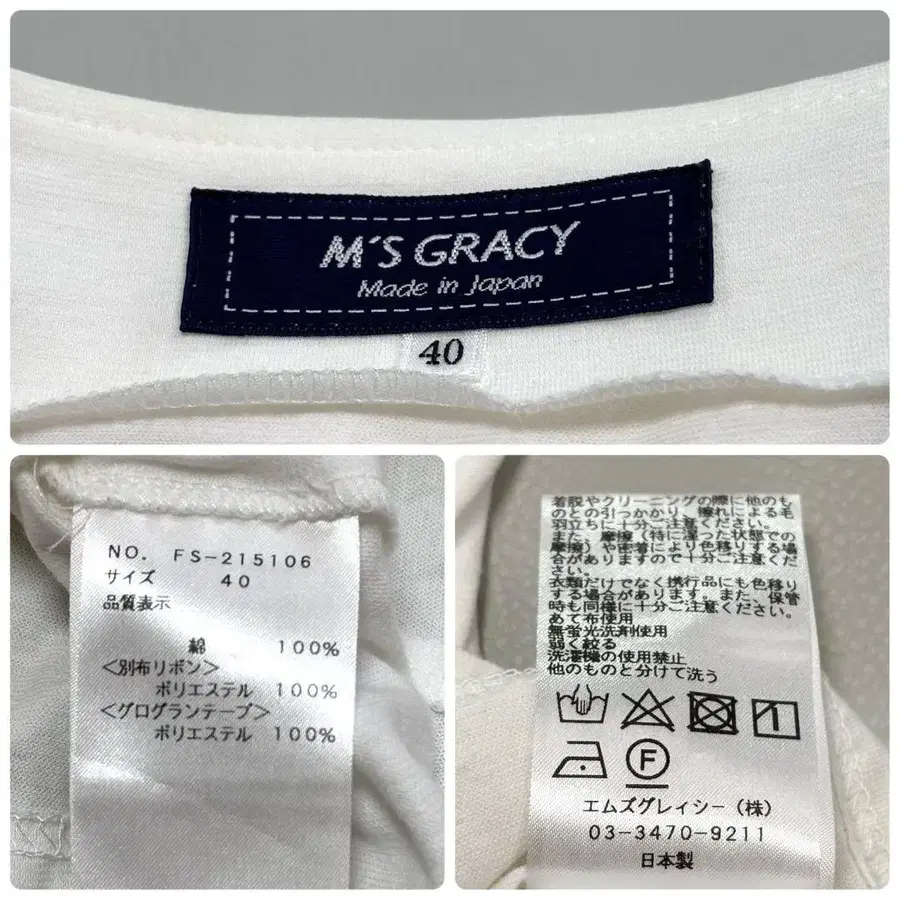 M'S GRACY
Made in Japan
40
NO. FS-215106
サイズ 40
品質表示
綿 100%
<別布リボン>
ポリエステル 100%
<グログランテープ>
ポリエステル 100%
着脱やクリーニングの際に他のも
のとの引っかかり、擦れによる毛
羽立ちに十分ご注意ください。
また、摩擦(特に湿った状態での
摩擦)や密着により色移りする場
合がありますので十分ご注意くだ
さい。
衣類だけでなく携行品にも色移り
する場合があります。また、保管
時も同様に十分ご注意ください。
あて布使用
無蛍光洗剤使用
弱く絞る
洗濯機の使用禁止
他のものと分けて洗う
F
エムズグレイシー(株)
03-3470-9211
日本製